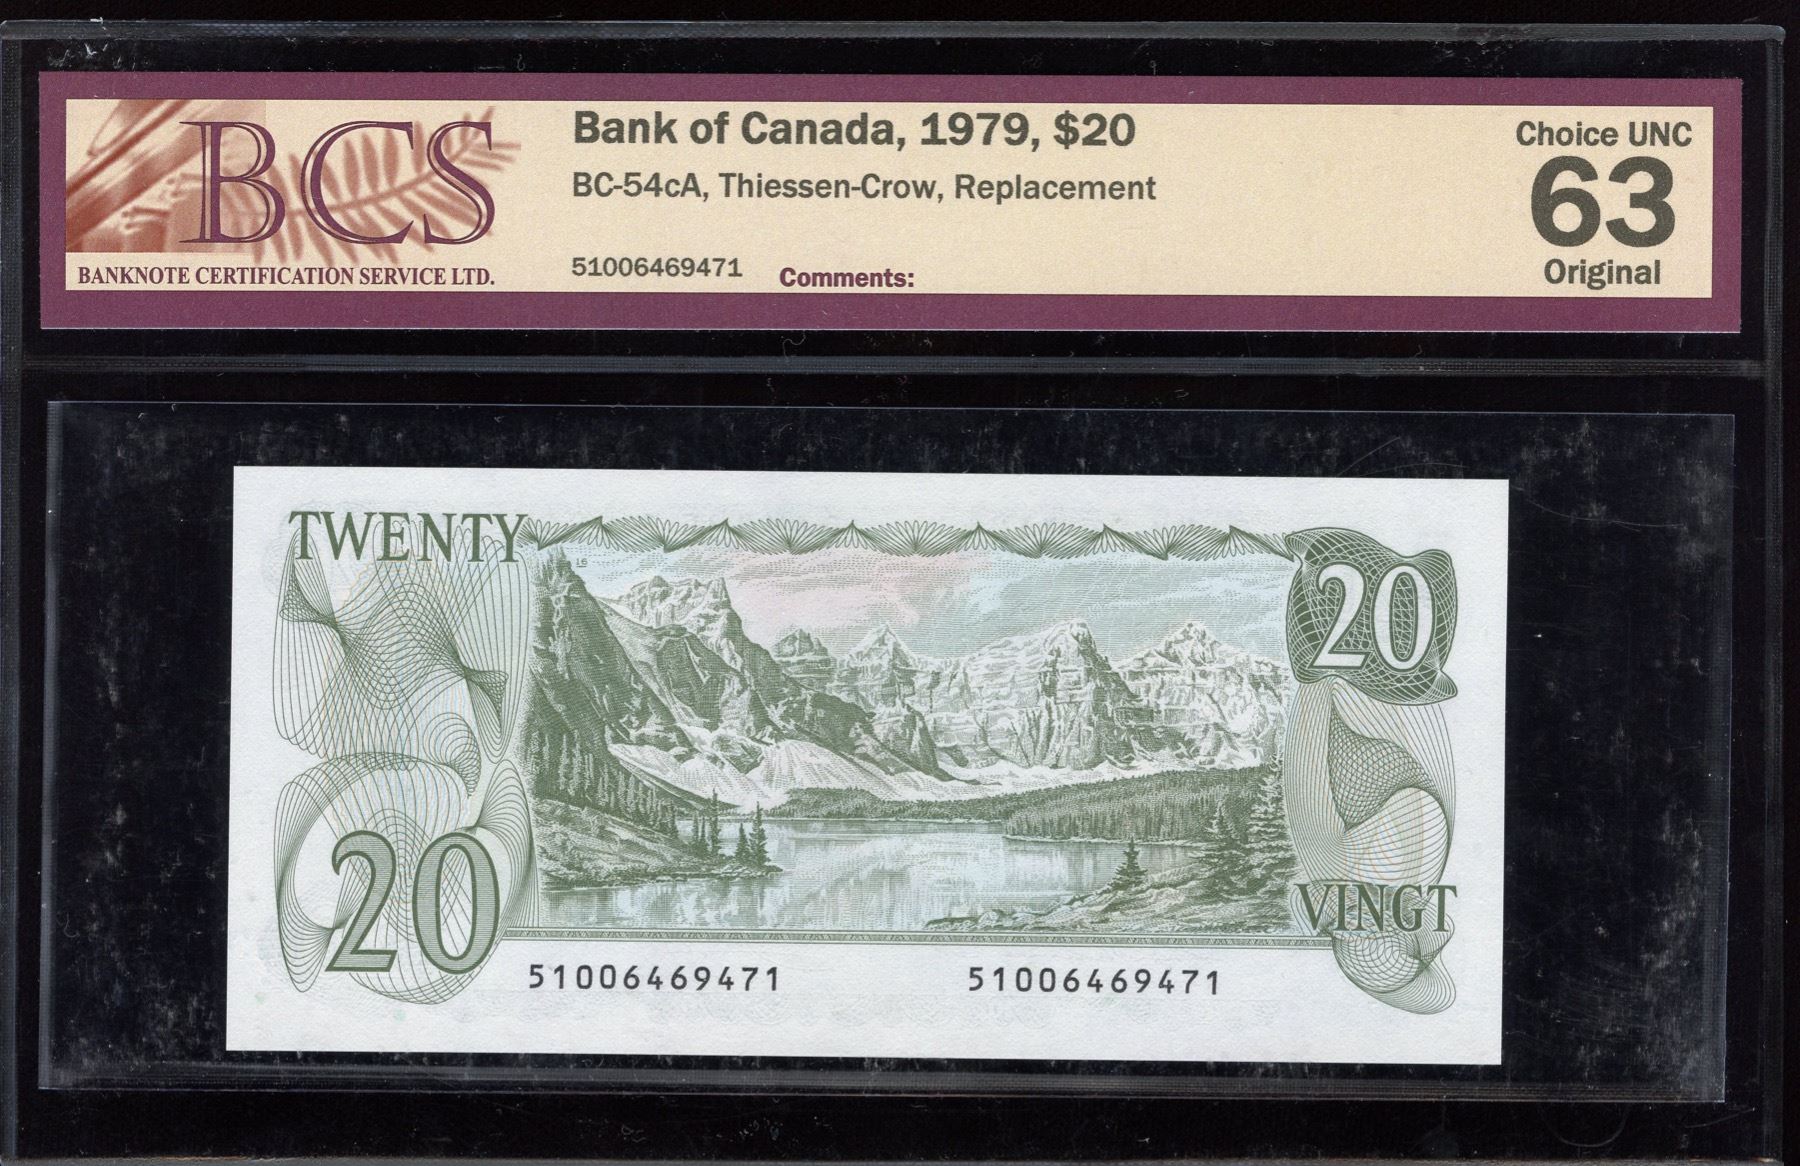 BCS
BANKNOTE CERTIFICATION SERVICE LTD.
Bank of Canada, 1979, $20
BC-54cA, Thiessen-Crow, Replacement
51006469471 Comments:
Choice UNC
63
Original
TWENTY
16
20
20
VINGT
51006469471 51006469471